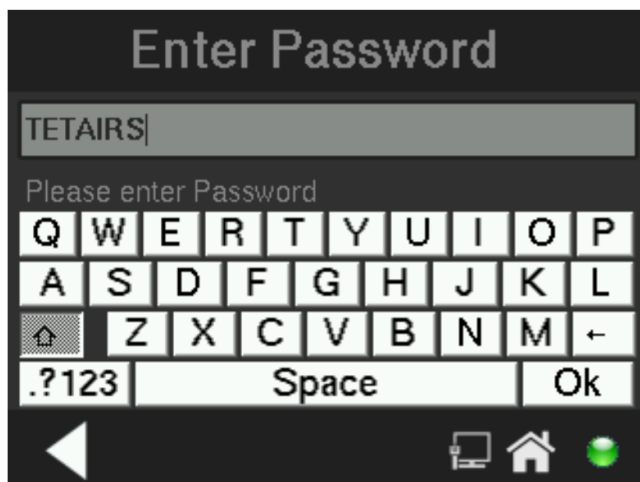 Enter Password
TETAIRS
Please enter Password
Q W E R T Y U I O P
A S D F G H J K L
Z X C V B N M ←
.?123 Space Ok